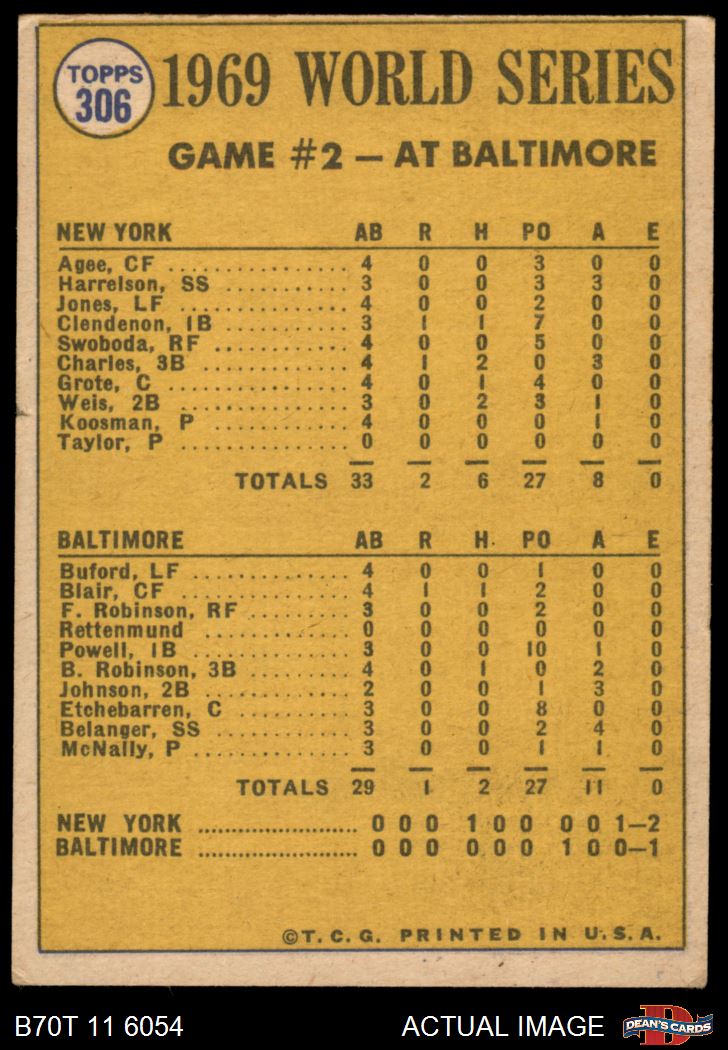 TOPPS
306
1969 WORLD SERIES
GAME #2 – AT BALTIMORE
NEW YORK AB R H PO A E
Agee, CF ................ 4 0 0 3 0 0
Harrelson, SS ........... 3 0 0 3 3 0
Jones, LF ............... 4 0 0 2 0 0
Clendenon, 1B ........... 3 1 1 7 0 0
Swoboda, RF ............ 4 0 0 5 0 0
Charles, 3B ............. 4 1 2 0 3 0
Grote, C ................ 4 0 1 4 0 0
Weis, 2B ............... 3 0 2 3 1 0
Koosman, P ............. 4 0 0 0 1 0
Taylor, P ............... 0 0 0 0 0 0
TOTALS 33 2 6 27 8 0
BALTIMORE AB R H PO A E
Buford, LF .............. 4 0 0 1 0 0
Blair, CF ............... 4 1 1 2 0 0
F. Robinson, RF ......... 3 0 0 2 0 0
Rettenmund ............. 0 0 0 0 0 0
Powell, 1B .............. 3 0 0 10 1 0
B. Robinson, 3B ......... 4 0 1 0 2 0
Johnson, 2B ............. 2 0 0 1 3 0
Etchebarren, C .......... 3 0 0 8 0 0
Belanger, SS ............ 3 0 0 2 4 0
McNally, P .............. 3 0 0 1 1 0
TOTALS 29 1 2 27 11 0
NEW YORK ........................ 0 0 0 1 0 0 0 0 1–2
BALTIMORE ........................ 0 0 0 0 0 0 1 0 0–1
©T. C. G. PRINTED IN U.S.A.
B70T 11 6054 ACTUAL IMAGE D DEAN'S CARDS